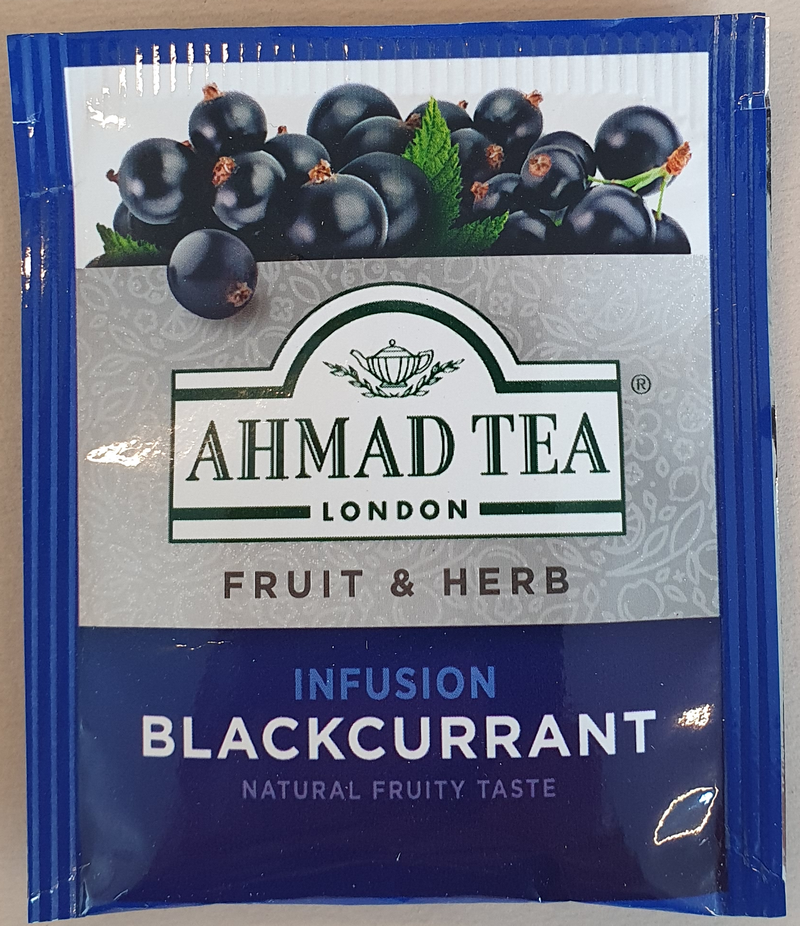 AHMAD TEA ®
LONDON
FRUIT & HERB
INFUSION
BLACKCURRANT
NATURAL FRUITY TASTE